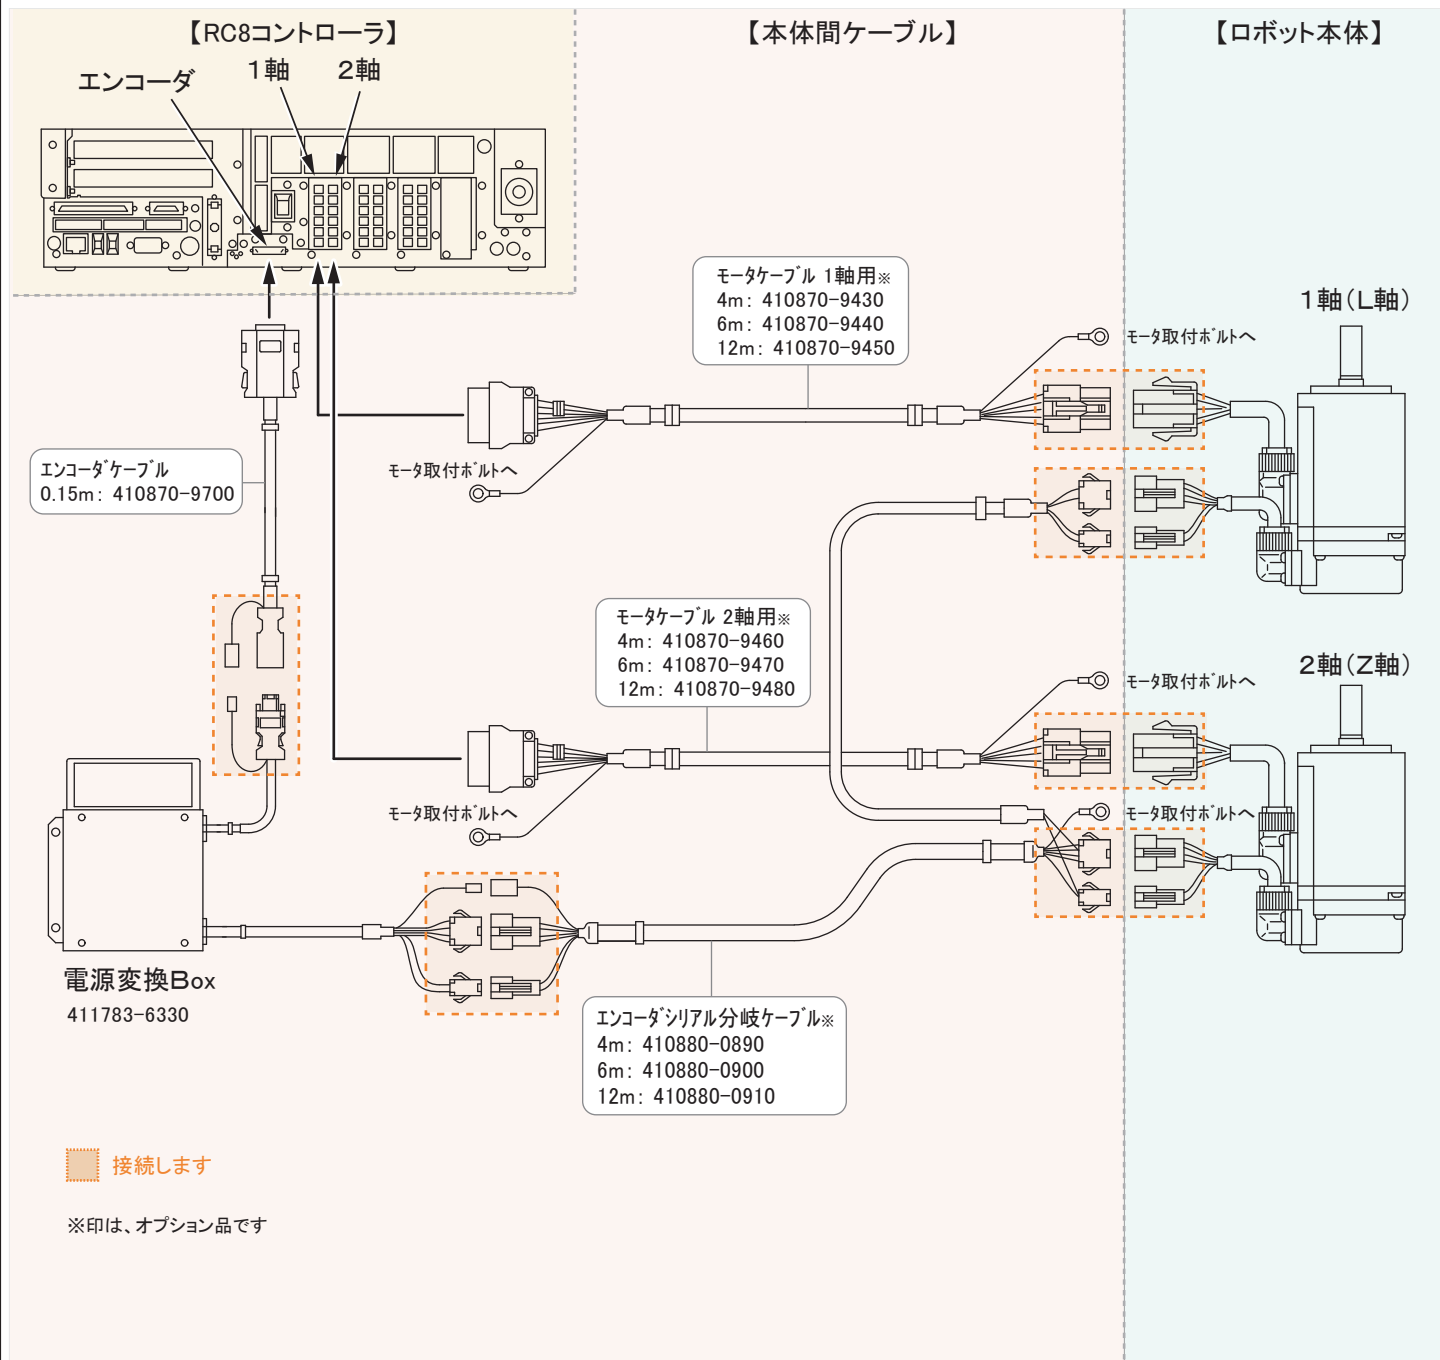 【RC8コントローラ】
【本体間ケーブル】
【ロボット本体】
エンコーダ
1軸
2軸
モータケーブル 1軸用※
4m: 410870-9430
6m: 410870-9440
12m: 410870-9450
1軸(L軸)
モータ取付ボルトへ
エンコーダケーブル
0.15m: 410870-9700
モータ取付ボルトへ
モータケーブル 2軸用※
4m: 410870-9460
6m: 410870-9470
12m: 410870-9480
2軸(Z軸)
モータ取付ボルトへ
モータ取付ボルトへ
モータ取付ボルトへ
電源変換Box
411783-6330
エンコーダシリアル分岐ケーブル※
4m: 410880-0890
6m: 410880-0900
12m: 410880-0910
接続します
※印は、オプション品です